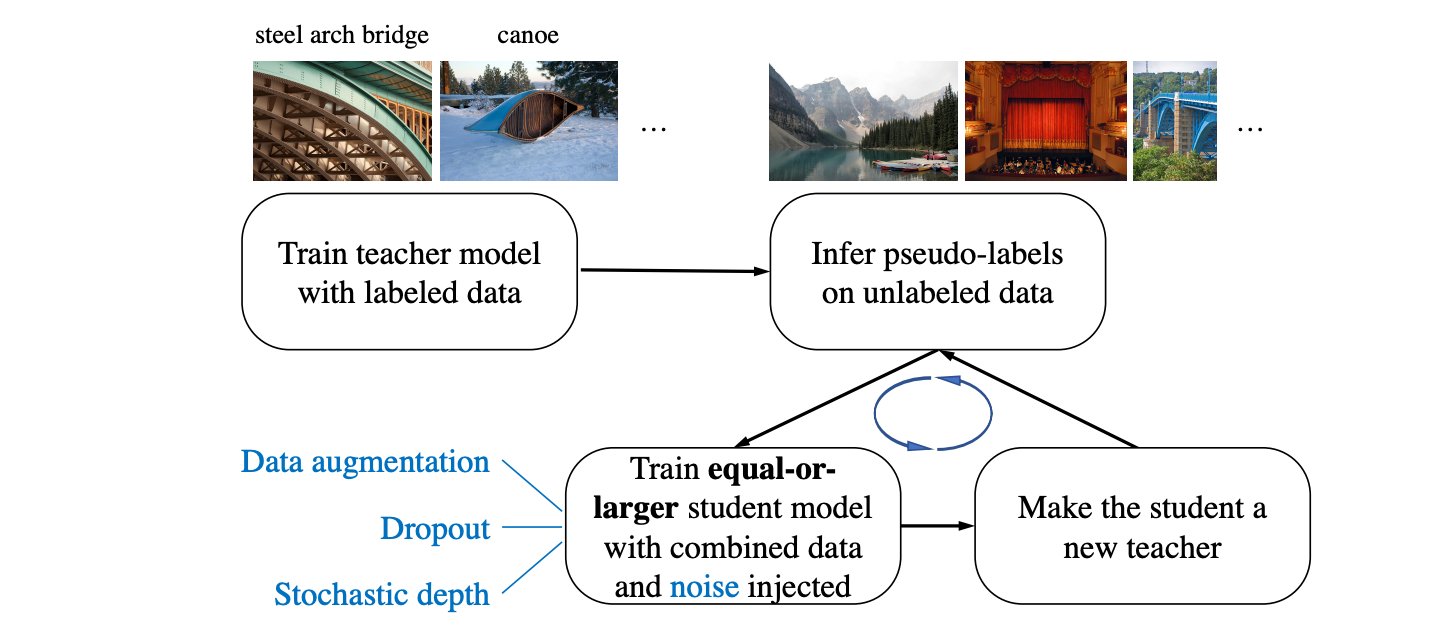 steel arch bridge
canoe
...
...
Train teacher model
with labeled data
Infer pseudo-labels
on unlabeled data
Data augmentation
Dropout
Stochastic depth
Train equal-or-
larger student model
with combined data
and noise injected
Make the student a
new teacher